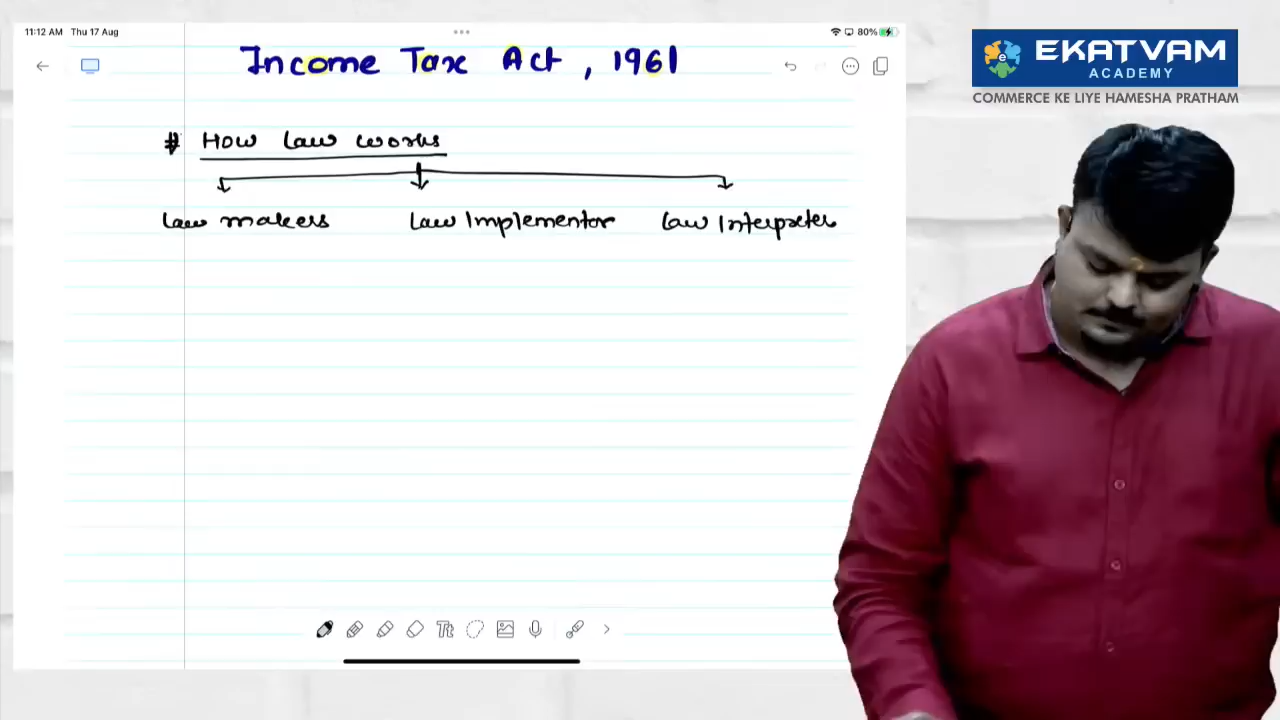 11:12 AM Thu 17 Aug
80%
Income Tax Act, 1961
EKATVAM
ACADEMY
COMMERCE KE LIYE HAMESHA PRATHAM
# How Law works
Law makers Law Implementor Law Interpreter
Tt